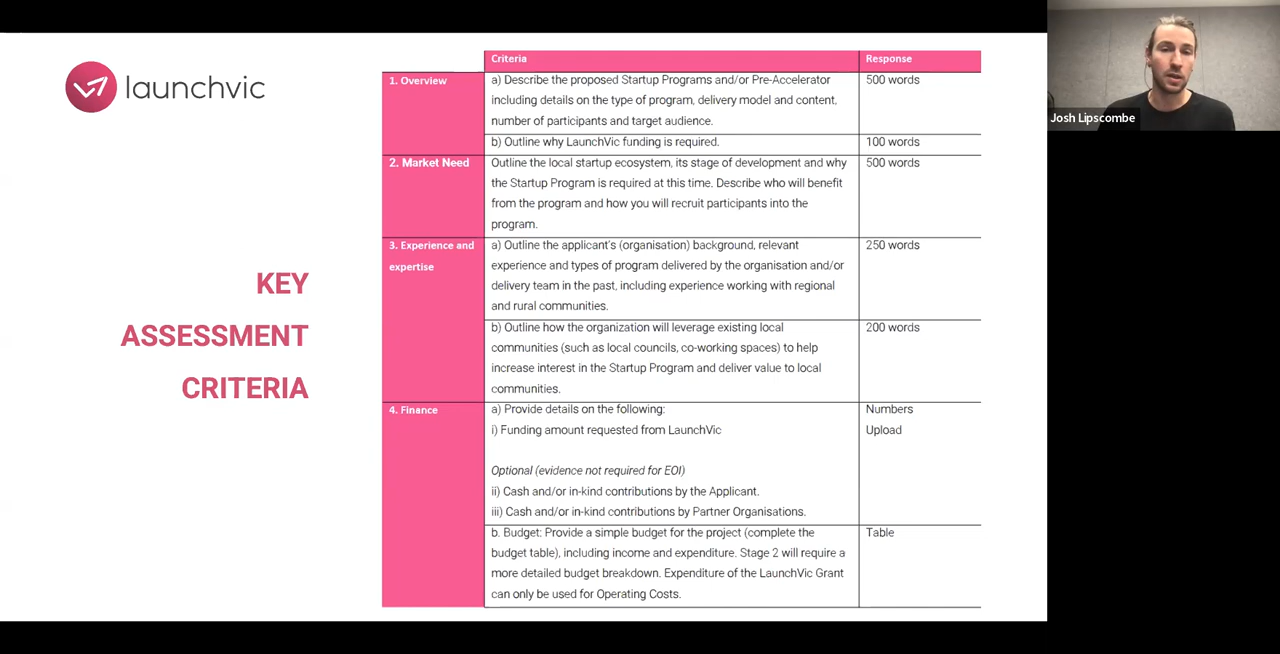 launchvic
KEY
ASSESSMENT
CRITERIA
Criteria
Response
1. Overview
a) Describe the proposed Startup Programs and/or Pre-Accelerator
including details on the type of program, delivery model and content,
number of participants and target audience.
500 words
b) Outline why LaunchVic funding is required.
100 words
2. Market Need
Outline the local startup ecosystem, its stage of development and why
the Startup Program is required at this time. Describe who will benefit
from the program and how you will recruit participants into the
program.
500 words
3. Experience and
expertise
a) Outline the applicant's (organisation) background, relevant
experience and types of program delivered by the organisation and/or
delivery team in the past, including experience working with regional
and rural communities.
250 words
b) Outline how the organization will leverage existing local
communities (such as local councils, co-working spaces) to help
increase interest in the Startup Program and deliver value to local
communities.
200 words
4. Finance
a) Provide details on the following:
i) Funding amount requested from LaunchVic
Optional (evidence not required for EOI)
ii) Cash and/or in-kind contributions by the Applicant.
iii) Cash and/or in-kind contributions by Partner Organisations.
Numbers
Upload
b. Budget: Provide a simple budget for the project (complete the
budget table), including income and expenditure. Stage 2 will require a
more detailed budget breakdown. Expenditure of the LaunchVic Grant
can only be used for Operating Costs.
Table
Josh Lipscombe